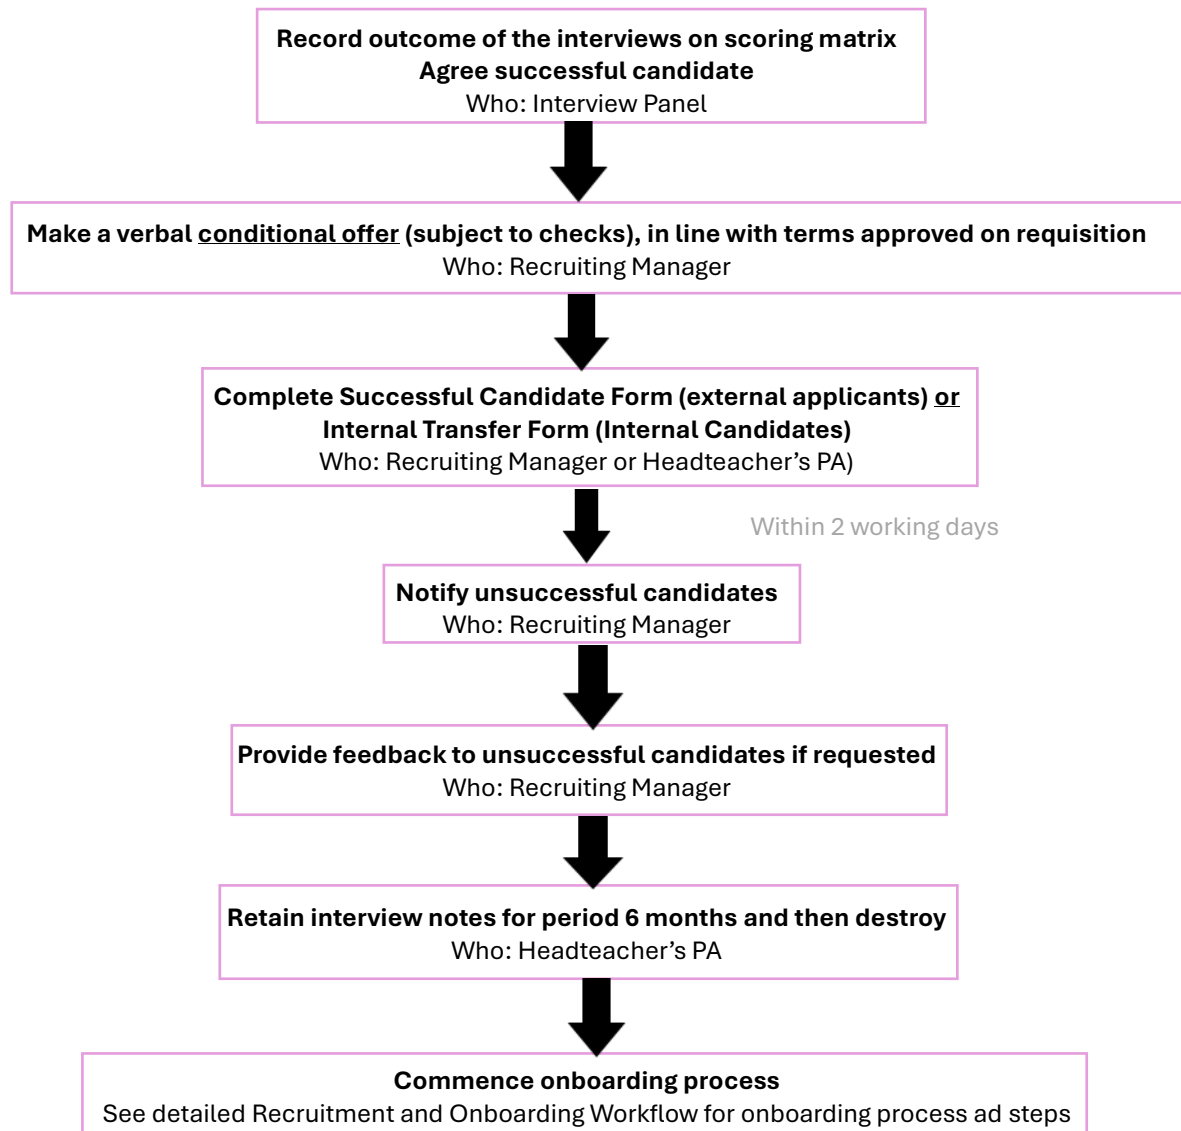 Record outcome of the interviews on scoring matrix
Agree successful candidate
Who: Interview Panel
Make a verbal conditional offer (subject to checks), in line with terms approved on requisition
Who: Recruiting Manager
Complete Successful Candidate Form (external applicants) or
Internal Transfer Form (Internal Candidates)
Who: Recruiting Manager or Headteacher’s PA)
Within 2 working days
Notify unsuccessful candidates
Who: Recruiting Manager
Provide feedback to unsuccessful candidates if requested
Who: Recruiting Manager
Retain interview notes for period 6 months and then destroy
Who: Headteacher’s PA
Commence onboarding process
See detailed Recruitment and Onboarding Workflow for onboarding process ad steps